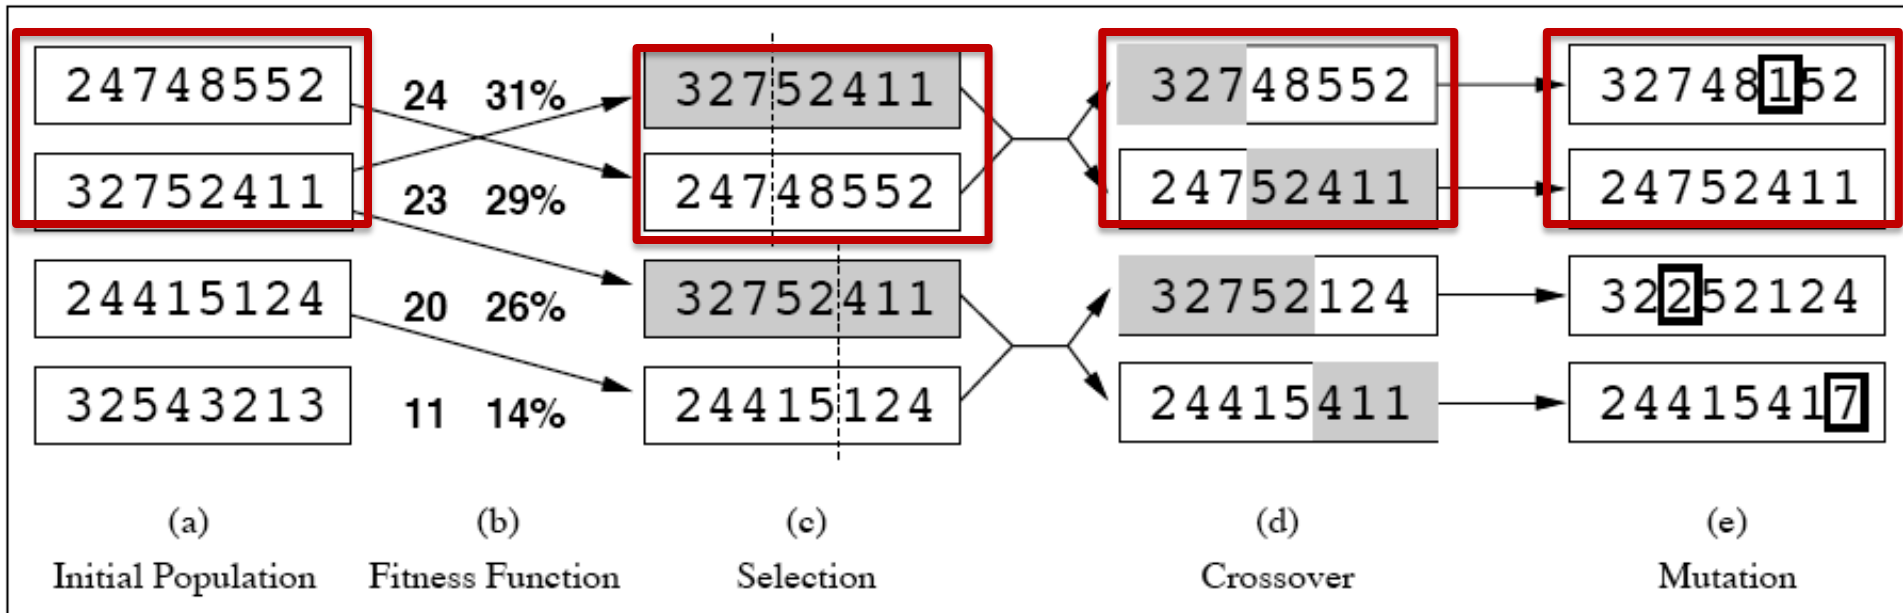 24748552 24 31% 32752411 32748552 32748152
32752411 23 29% 24748552 24752411 24752411
24415124 20 26% 32752411 32752124 32252124
32543213 11 14% 24415124 24415411 24415417
(a) (b) (c) (d) (e)
Initial Population Fitness Function Selection Crossover Mutation